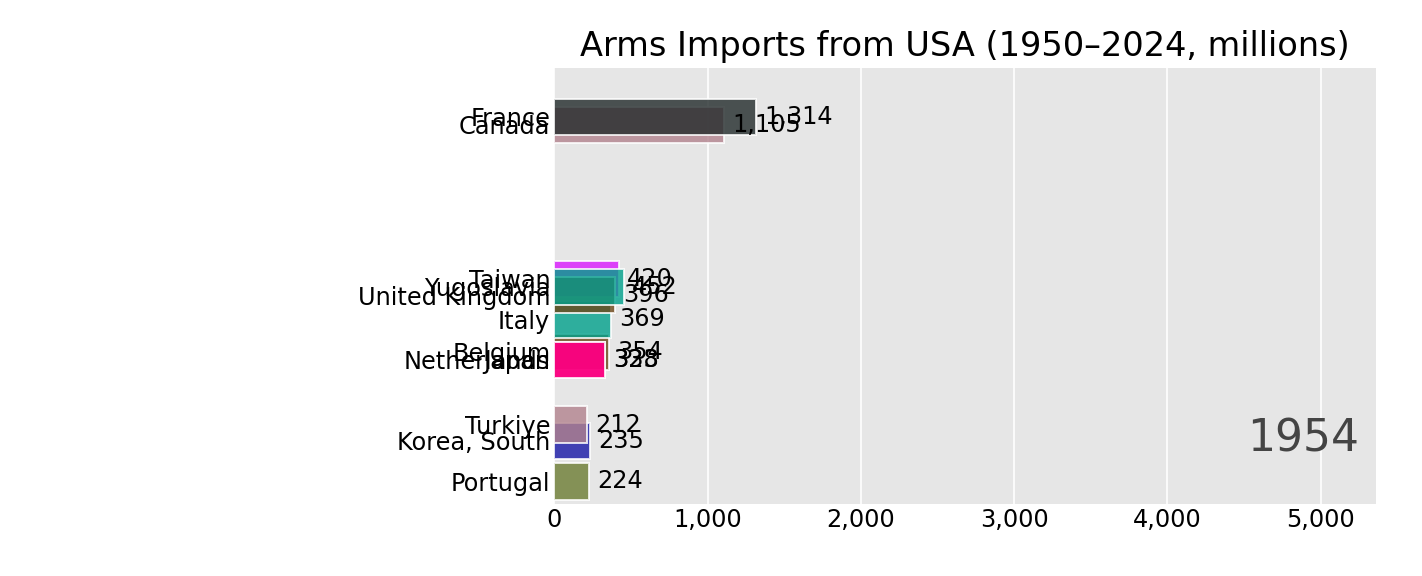 Arms Imports from USA (1950–2024, millions)
France 1,314
Canada 1,105
Taiwan 420
Yugoslavia 452
United Kingdom 396
Italy 369
Belgium 354
Netherlands 328
Japan
Turkiye 212
Korea, South 235
Portugal 224
1954
0 1,000 2,000 3,000 4,000 5,000